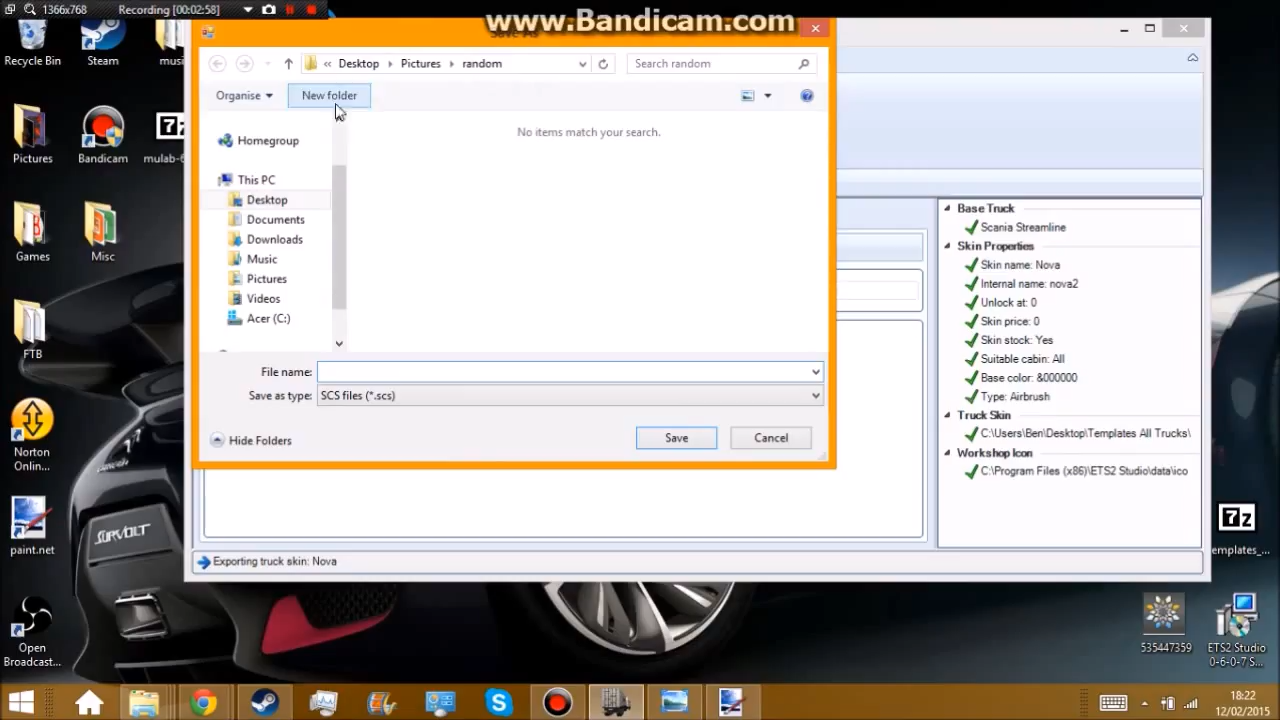 1366x768
Recording [00:02:58]
www.Bandicam.com
Recycle Bin
Steam
musi
Pictures
Bandicam
mulab-6
Games
Misc
FTB
Norton
Onlin...
paint.net
Open
Broadcast...
« Desktop Pictures random
Search random
Organise
New folder
Homegroup
This PC
Desktop
Documents
Downloads
Music
Pictures
Videos
Acer (C:)
No items match your search.
File name:
Save as type: SCS files (*.scs)
Hide Folders
Save
Cancel
Base Truck
Scania Streamline
Skin Properties
Skin name: Nova
Internal name: nova2
Unlock at: 0
Skin price: 0
Skin stock: Yes
Suitable cabin: All
Base color: &000000
Type: Airbrush
Truck Skin
C:\Users\Ben\Desktop\Templates All Trucks\
Workshop Icon
C:\Program Files (x86)\ETS2 Studio\data\ico
Exporting truck skin: Nova
SURVOLT
7z
7z
emplates_...
535447359
ETS2 Studio
0-6-0-7 S...
18:22
12/02/2015